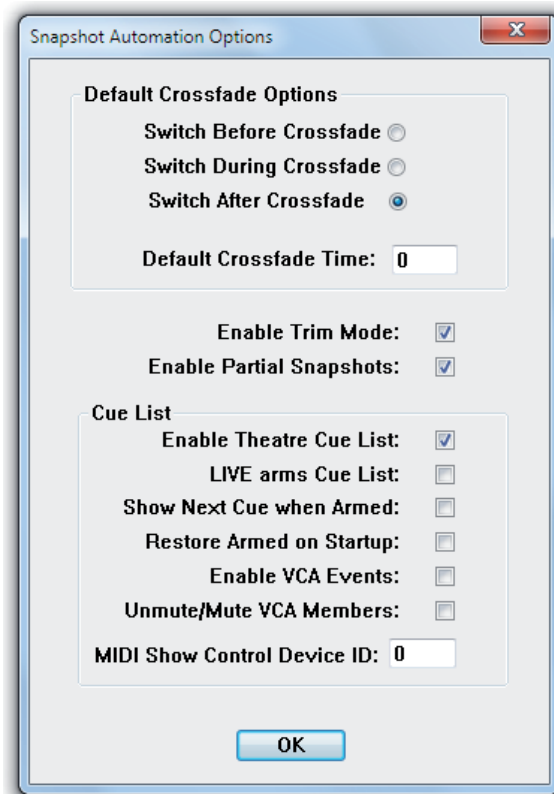 Snapshot Automation Options
Default Crossfade Options
Switch Before Crossfade
Switch During Crossfade
Switch After Crossfade
Default Crossfade Time: 0
Enable Trim Mode:
Enable Partial Snapshots:
Cue List
Enable Theatre Cue List:
LIVE arms Cue List:
Show Next Cue when Armed:
Restore Armed on Startup:
Enable VCA Events:
Unmute/Mute VCA Members:
MIDI Show Control Device ID: 0
OK